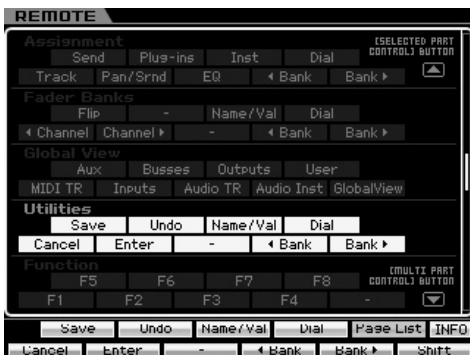 REMOTE
Assignment
[SELECTED PART CONTROL] BUTTON
Send Plug-ins Inst Dial
Track Pan/Srnd EQ ◀ Bank Bank ▶
Fader Banks
Flip - Name/Val Dial
◀ Channel Channel ▶ - ◀ Bank Bank ▶
Global View
Aux Busses Outputs User
MIDI TR Inputs Audio TR Audio Inst GlobalView
Utilities
Save Undo Name/Val Dial
Cancel Enter - ◀ Bank Bank ▶
Function
[MULTI PART CONTROL] BUTTON
F5 F6 F7 F8
F1 F2 F3 F4 -
Save Undo Name/Val Dial Page List INFO
Cancel Enter - ◀ Bank Bank ▶ Shift